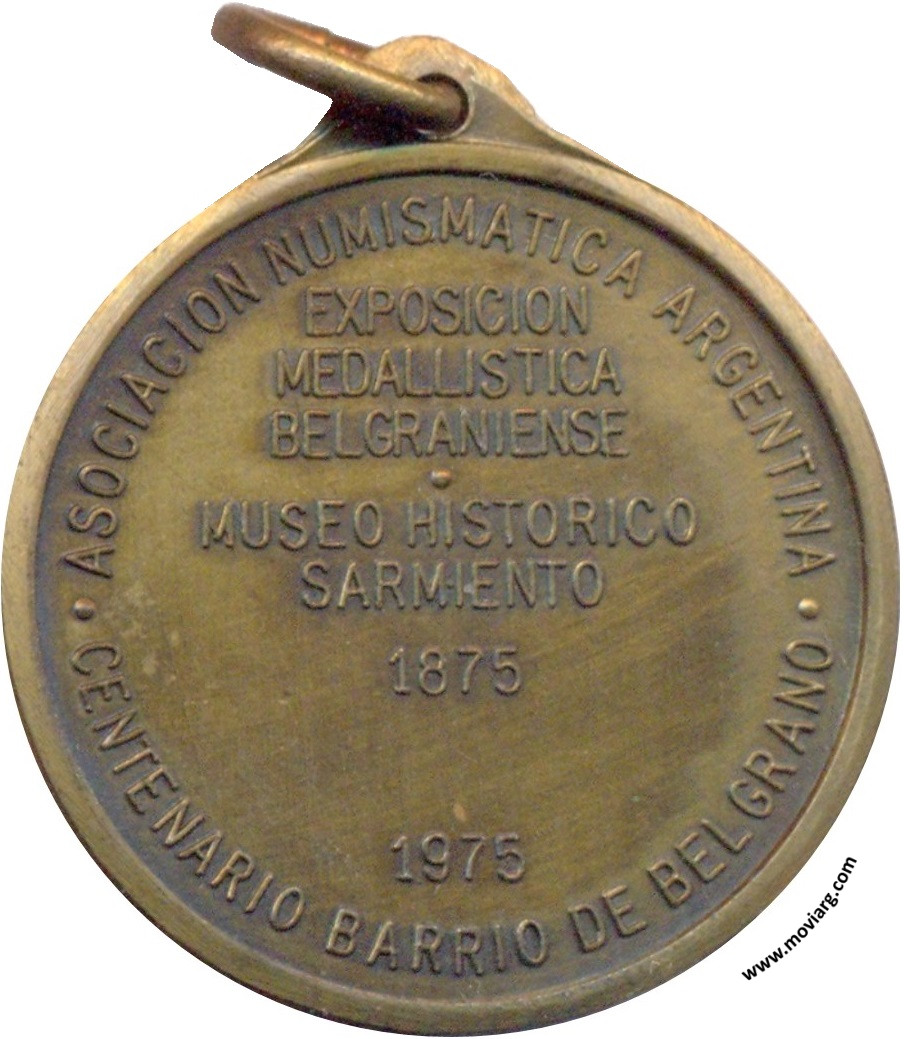 ASOCIACION NUMISMATICA ARGENTINA
EXPOSICION
MEDALLISTICA
BELGRANIENSE
MUSEO HISTORICO
SARMIENTO
1875
1975
• CENTENARIO BARRIO DE BELGRANO •
www.moviarg.com